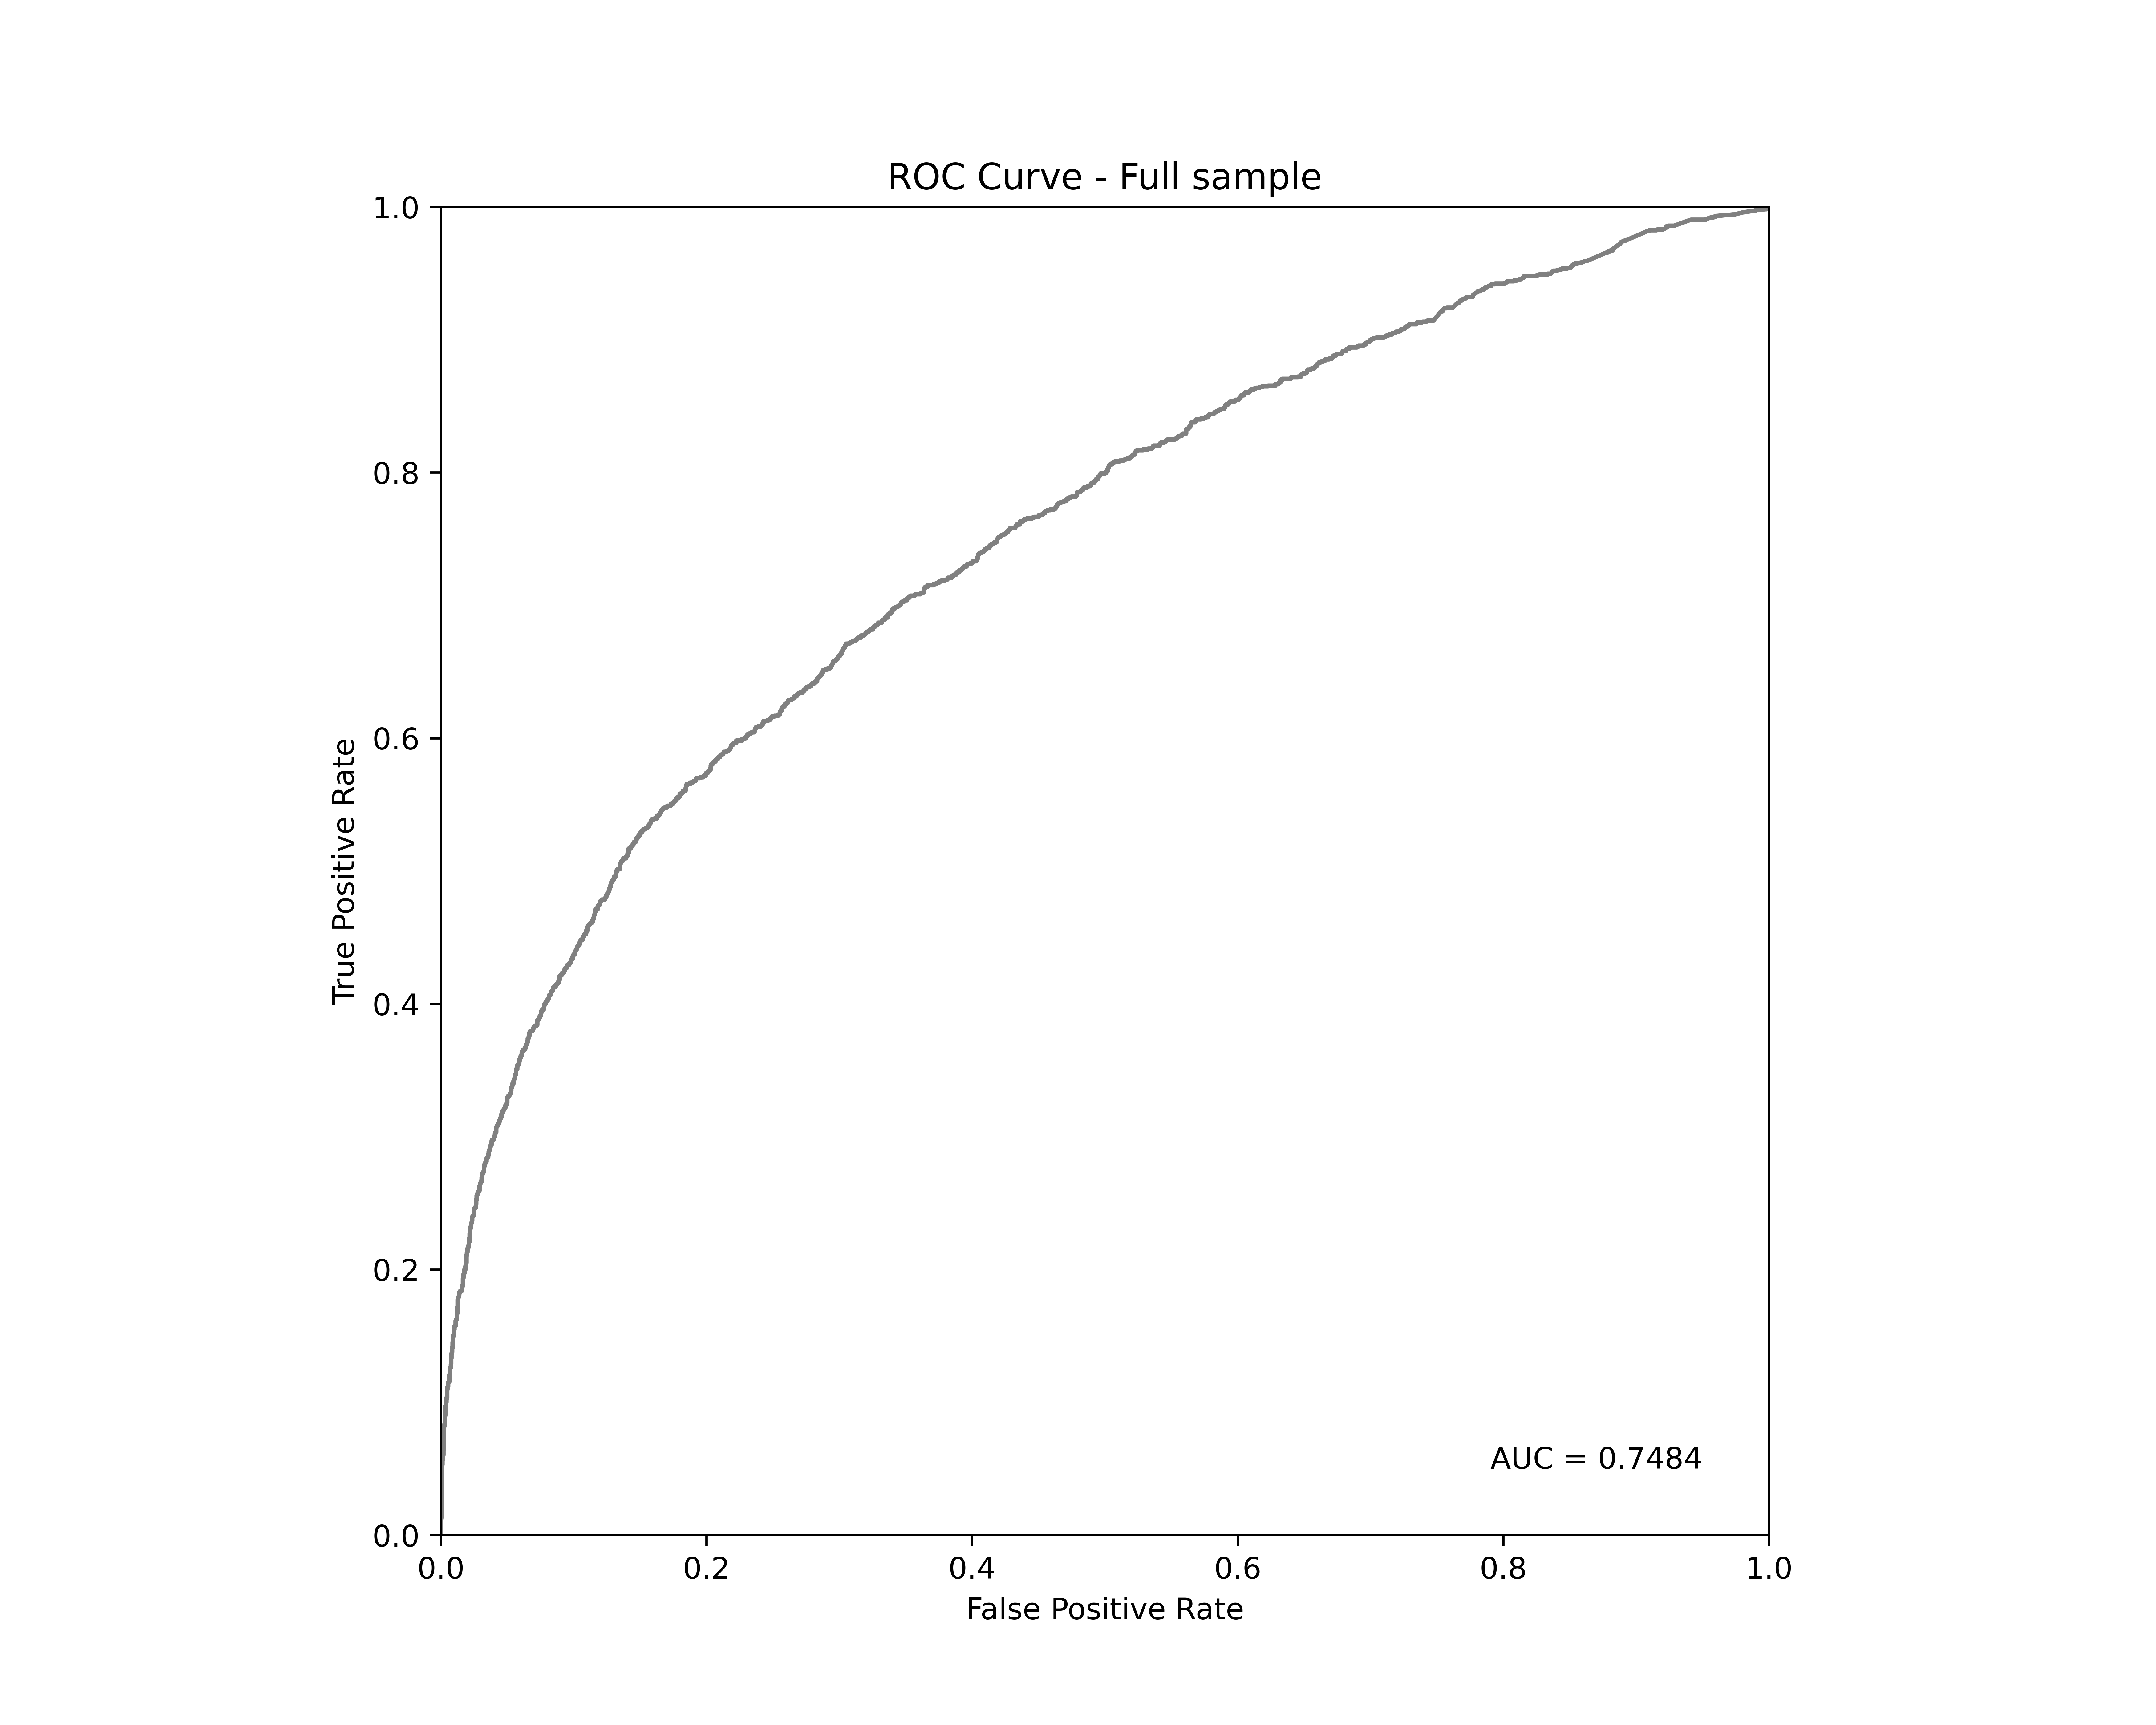 ROC Curve - Full sample
1.0
0.8
0.6
0.4
0.2
0.0
True Positive Rate
AUC = 0.7484
0.0 0.2 0.4 0.6 0.8 1.0
False Positive Rate